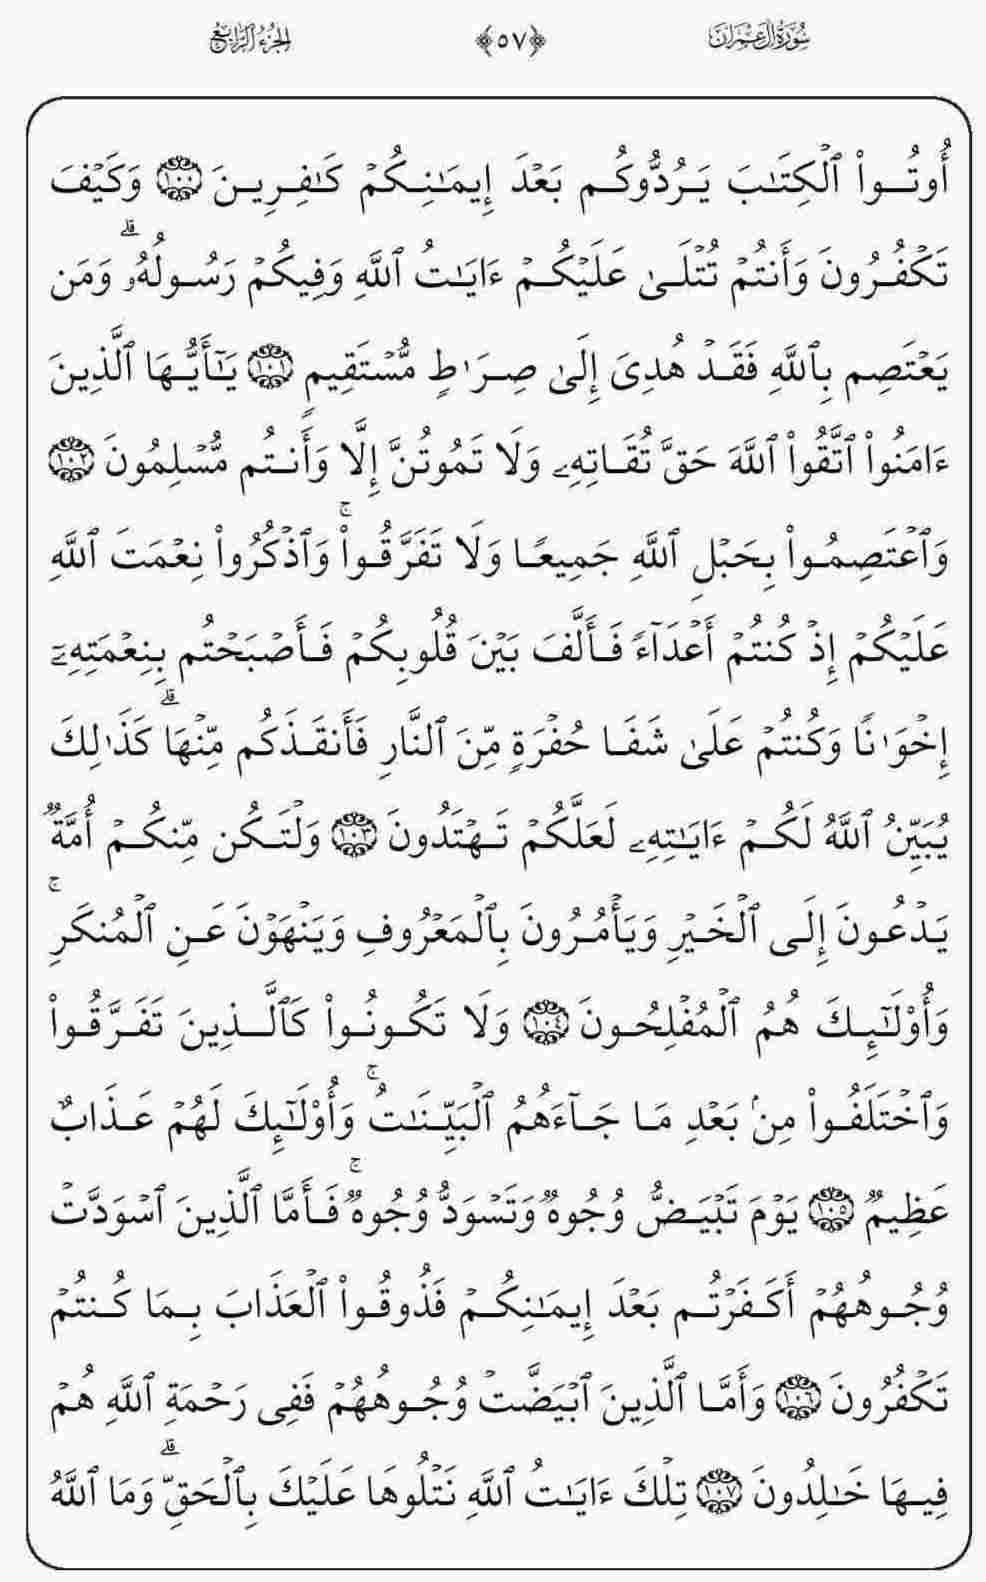 سُورَةُ آلِ عِمْرَانَ ﴿٥٧﴾ الجُزْءُ الرَّابِعُ
أُوتُوا۟ ٱلْكِتَـٰبَ يَرُدُّوكُم بَعْدَ إِيمَـٰنِكُمْ كَـٰفِرِينَ ١٠٠ وَكَيْفَ
تَكْفُرُونَ وَأَنتُمْ تُتْلَىٰ عَلَيْكُمْ ءَايَـٰتُ ٱللَّهِ وَفِيكُمْ رَسُولُهُۥ ۗ وَمَن
يَعْتَصِم بِٱللَّهِ فَقَدْ هُدِىَ إِلَىٰ صِرَٰطٍ مُّسْتَقِيمٍ ١٠١ يَـٰٓأَيُّهَا ٱلَّذِينَ
ءَامَنُوا۟ ٱتَّقُوا۟ ٱللَّهَ حَقَّ تُقَاتِهِۦ وَلَا تَمُوتُنَّ إِلَّا وَأَنتُم مُّسْلِمُونَ ١٠٢
وَٱعْتَصِمُوا۟ بِحَبْلِ ٱللَّهِ جَمِيعًا وَلَا تَفَرَّقُوا۟ ۚ وَٱذْكُرُوا۟ نِعْمَتَ ٱللَّهِ
عَلَيْكُمْ إِذْ كُنتُمْ أَعْدَآءً فَأَلَّفَ بَيْنَ قُلُوبِكُمْ فَأَصْبَحْتُم بِنِعْمَتِهِۦٓ
إِخْوَٰنًا وَكُنتُمْ عَلَىٰ شَفَا حُفْرَةٍ مِّنَ ٱلنَّارِ فَأَنقَذَكُم مِّنْهَا ۗ كَذَٰلِكَ
يُبَيِّنُ ٱللَّهُ لَكُمْ ءَايَـٰتِهِۦ لَعَلَّكُمْ تَهْتَدُونَ ١٠٣ وَلْتَكُن مِّنكُمْ أُمَّةٌ
يَدْعُونَ إِلَى ٱلْخَيْرِ وَيَأْمُرُونَ بِٱلْمَعْرُوفِ وَيَنْهَوْنَ عَنِ ٱلْمُنكَرِ ۚ
وَأُو۟لَـٰٓئِكَ هُمُ ٱلْمُفْلِحُونَ ١٠٤ وَلَا تَكُونُوا۟ كَٱلَّذِينَ تَفَرَّقُوا۟
وَٱخْتَلَفُوا۟ مِنۢ بَعْدِ مَا جَآءَهُمُ ٱلْبَيِّنَـٰتُ ۚ وَأُو۟لَـٰٓئِكَ لَهُمْ عَذَابٌ
عَظِيمٌ ١٠٥ يَوْمَ تَبْيَضُّ وُجُوهٌ وَتَسْوَدُّ وُجُوهٌ ۚ فَأَمَّا ٱلَّذِينَ ٱسْوَدَّتْ
وُجُوهُهُمْ أَكَفَرْتُم بَعْدَ إِيمَـٰنِكُمْ فَذُوقُوا۟ ٱلْعَذَابَ بِمَا كُنتُمْ
تَكْفُرُونَ ١٠٦ وَأَمَّا ٱلَّذِينَ ٱبْيَضَّتْ وُجُوهُهُمْ فَفِى رَحْمَةِ ٱللَّهِ هُمْ
فِيهَا خَـٰلِدُونَ ١٠٧ تِلْكَ ءَايَـٰتُ ٱللَّهِ نَتْلُوهَا عَلَيْكَ بِٱلْحَقِّ ۗ وَمَا ٱللَّهُ